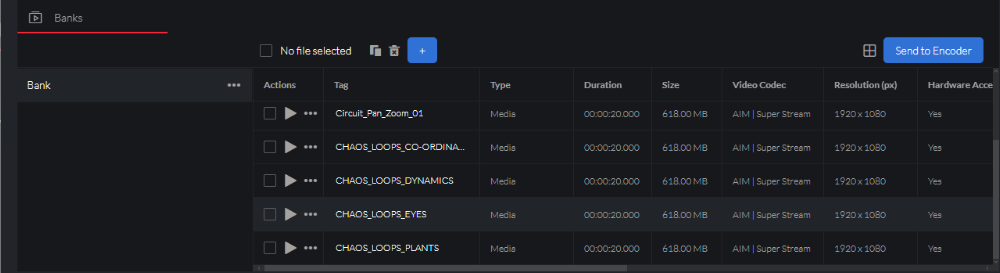 Banks
No file selected + Send to Encoder
Bank ••• Actions Tag Type Duration Size Video Codec Resolution (px) Hardware Acce
Circuit_Pan_Zoom_01 Media 00:00:20.000 618.00 MB AIM | Super Stream 1920 x 1080 Yes
CHAOS_LOOPS_CO-ORDINA... Media 00:00:20.000 618.00 MB AIM | Super Stream 1920 x 1080 Yes
CHAOS_LOOPS_DYNAMICS Media 00:00:20.000 618.00 MB AIM | Super Stream 1920 x 1080 Yes
CHAOS_LOOPS_EYES Media 00:00:20.000 618.00 MB AIM | Super Stream 1920 x 1080 Yes
CHAOS_LOOPS_PLANTS Media 00:00:20.000 618.00 MB AIM | Super Stream 1920 x 1080 Yes